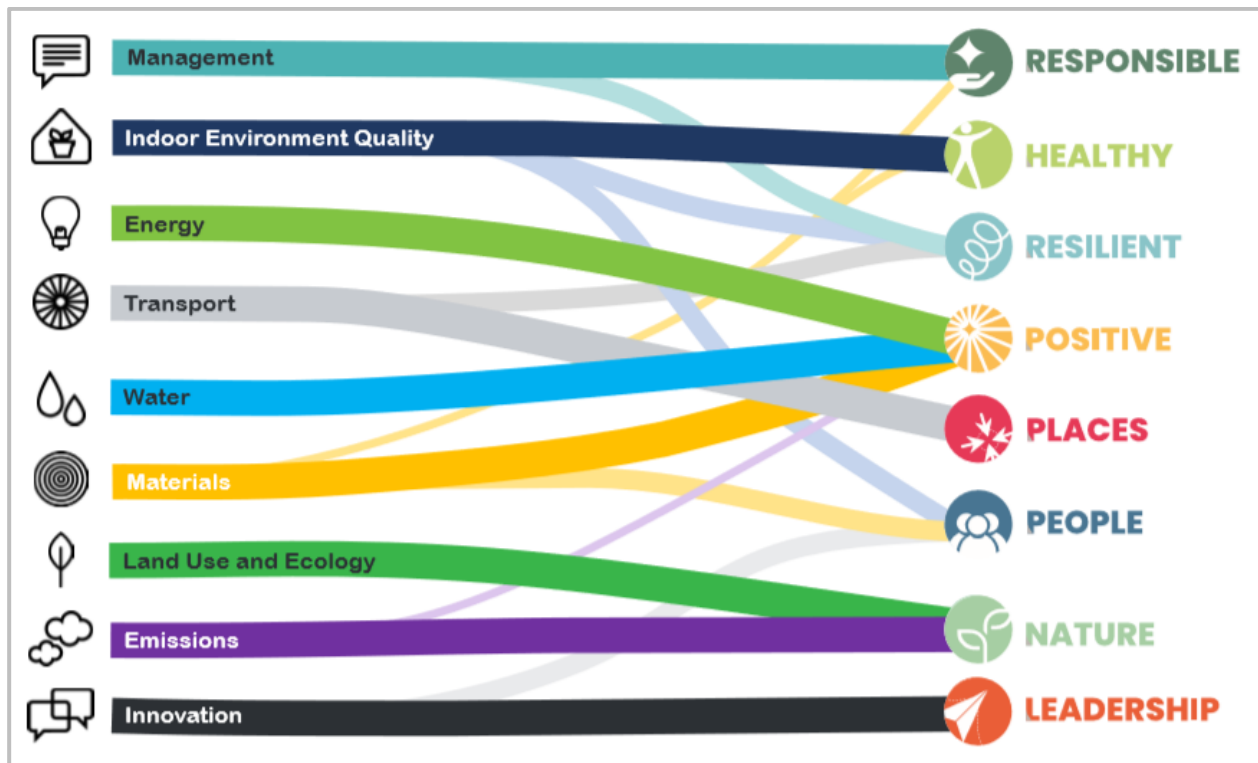 Management
RESPONSIBLE
Indoor Environment Quality
HEALTHY
Energy
RESILIENT
Transport
POSITIVE
Water
PLACES
Materials
PEOPLE
Land Use and Ecology
Emissions
NATURE
Innovation
LEADERSHIP